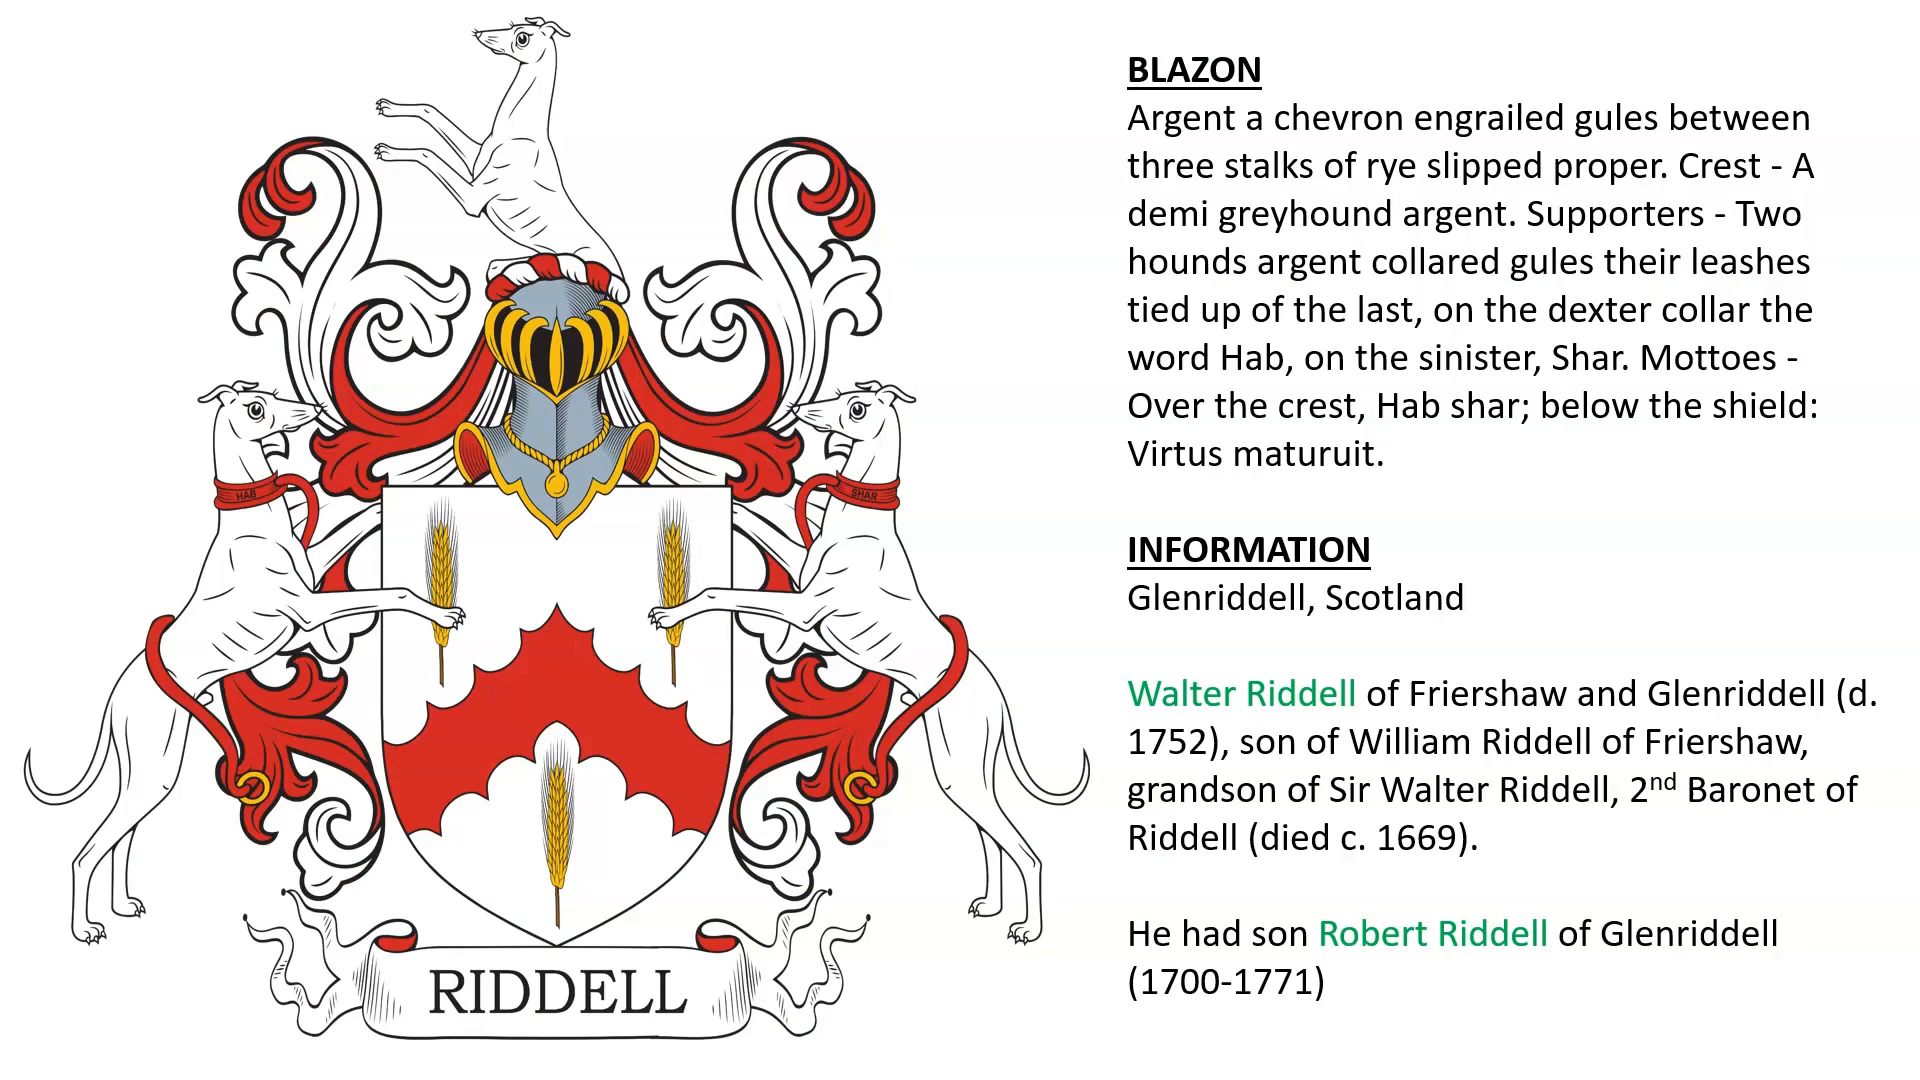 HAB
SHAR
RIDDELL
BLAZON
Argent a chevron engrailed gules between
three stalks of rye slipped proper. Crest - A
demi greyhound argent. Supporters - Two
hounds argent collared gules their leashes
tied up of the last, on the dexter collar the
word Hab, on the sinister, Shar. Mottoes -
Over the crest, Hab shar; below the shield:
Virtus maturuit.
INFORMATION
Glenriddell, Scotland
Walter Riddell of Friershaw and Glenriddell (d.
1752), son of William Riddell of Friershaw,
grandson of Sir Walter Riddell, 2nd Baronet of
Riddell (died c. 1669).
He had son Robert Riddell of Glenriddell
(1700-1771)